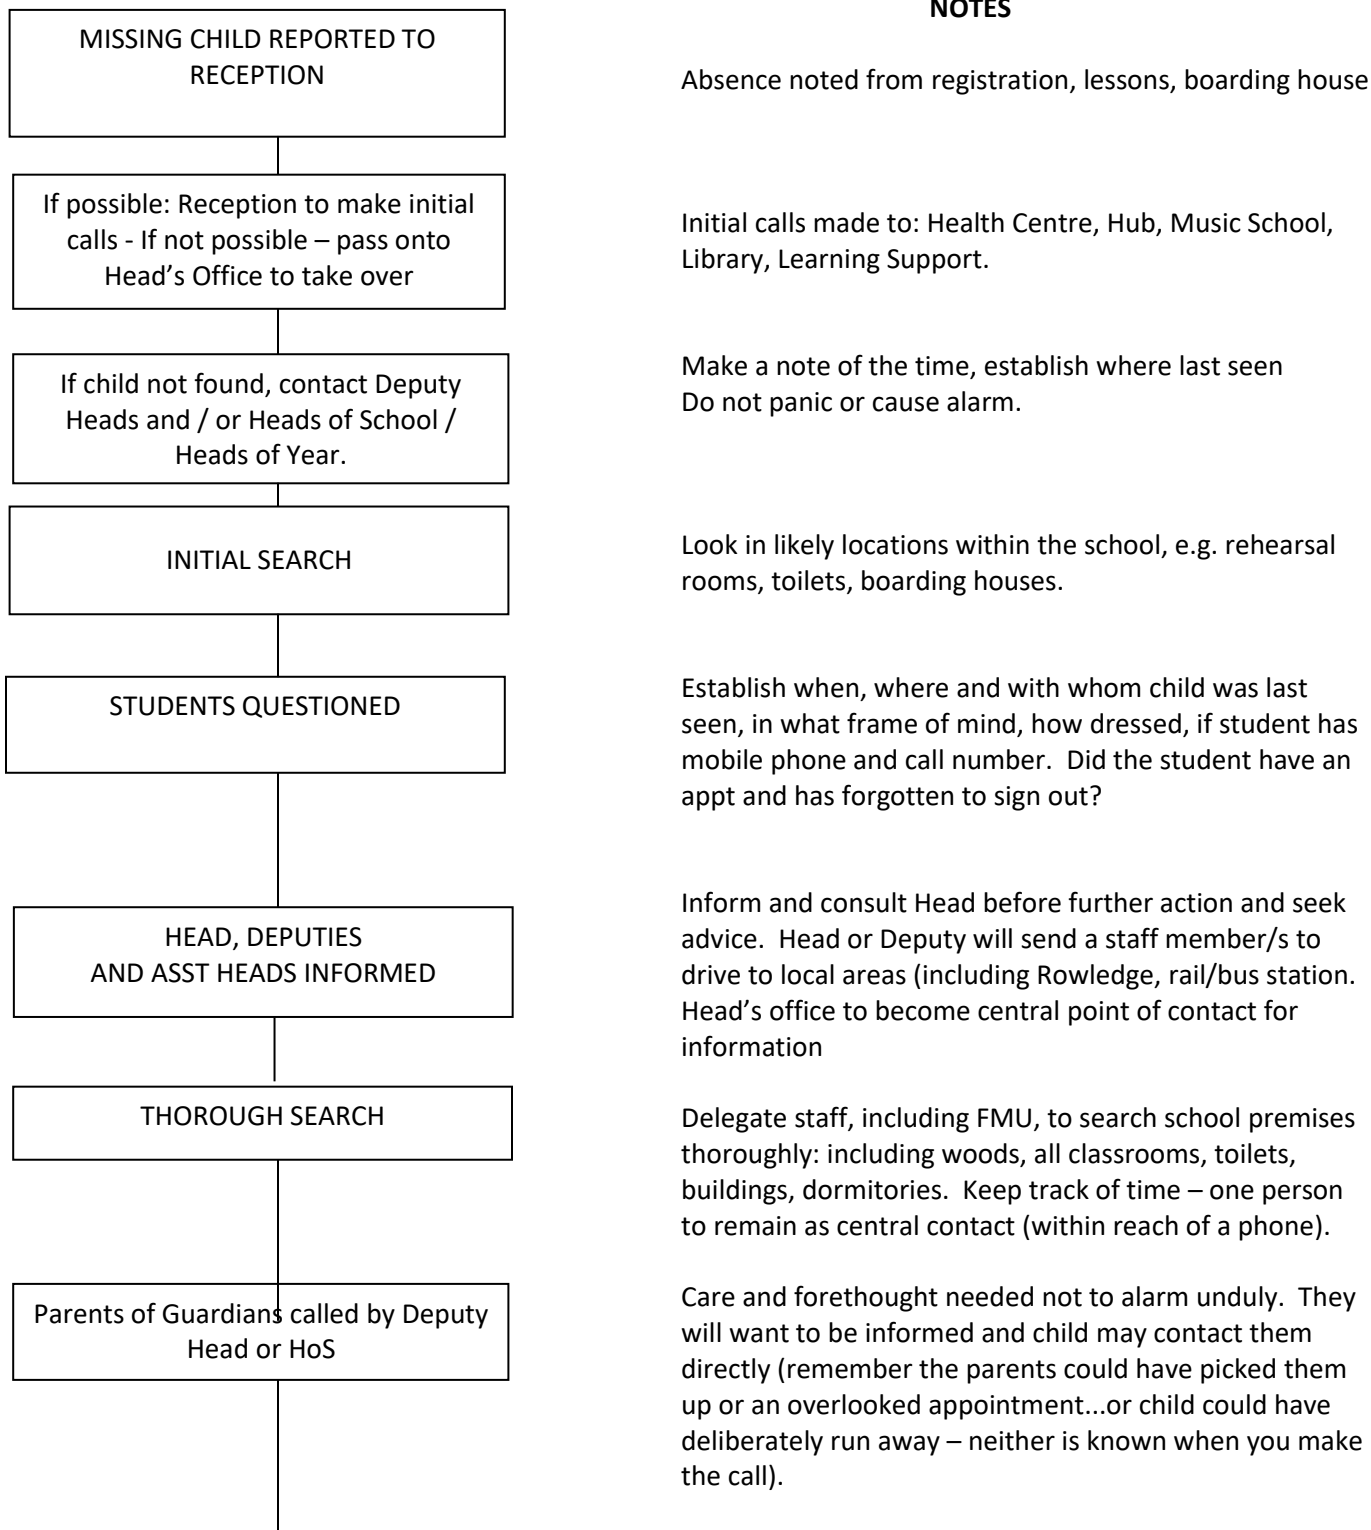 NOTES
MISSING CHILD REPORTED TO
RECEPTION
Absence noted from registration, lessons, boarding house
If possible: Reception to make initial
calls - If not possible – pass onto
Head’s Office to take over
Initial calls made to: Health Centre, Hub, Music School,
Library, Learning Support.
If child not found, contact Deputy
Heads and / or Heads of School /
Heads of Year.
Make a note of the time, establish where last seen
Do not panic or cause alarm.
INITIAL SEARCH
Look in likely locations within the school, e.g. rehearsal
rooms, toilets, boarding houses.
STUDENTS QUESTIONED
Establish when, where and with whom child was last
seen, in what frame of mind, how dressed, if student has
mobile phone and call number.  Did the student have an
appt and has forgotten to sign out?
HEAD, DEPUTIES
AND ASST HEADS INFORMED
Inform and consult Head before further action and seek
advice.  Head or Deputy will send a staff member/s to
drive to local areas (including Rowledge, rail/bus station.
Head’s office to become central point of contact for
information
THOROUGH SEARCH
Delegate staff, including FMU, to search school premises
thoroughly: including woods, all classrooms, toilets,
buildings, dormitories.  Keep track of time – one person
to remain as central contact (within reach of a phone).
Parents of Guardians called by Deputy
Head or HoS
Care and forethought needed not to alarm unduly.  They
will want to be informed and child may contact them
directly (remember the parents could have picked them
up or an overlooked appointment...or child could have
deliberately run away – neither is known when you make
the call).